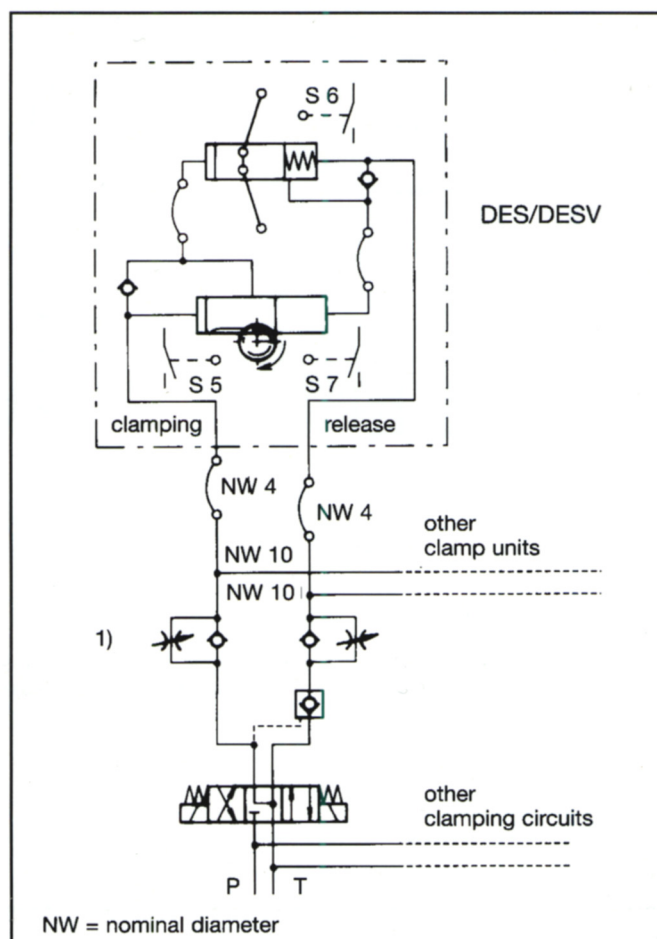 S 6
DES/DESV
S 5
S 7
clamping
release
NW 4
NW 4
other
clamp units
NW 10
NW 10
1)
other
clamping circuits
P
T
NW = nominal diameter